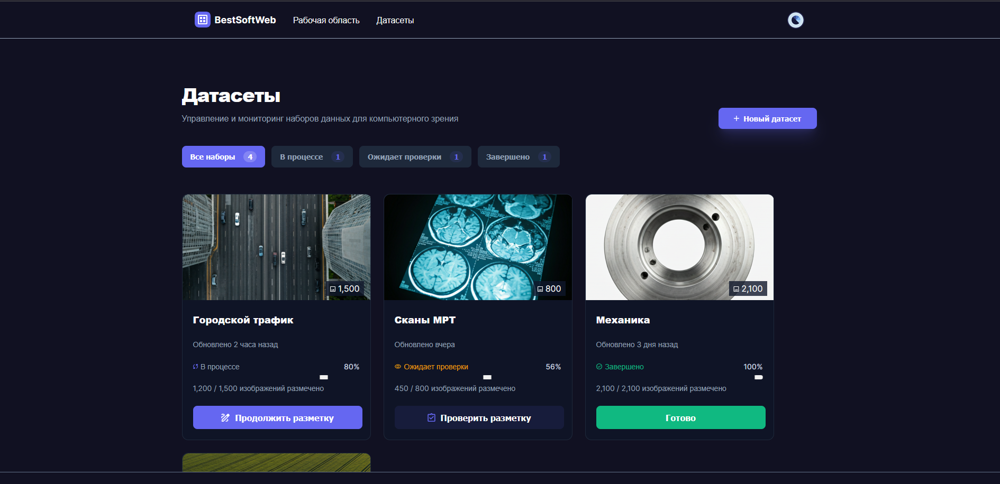 BestSoftWeb Рабочая область Датасеты
Датасеты
Управление и мониторинг наборов данных для компьютерного зрения
+ Новый датасет
Все наборы 4 В процессе 1 Ожидает проверки 1 Завершено 1
1,500
800
2,100
Городской трафик
Обновлено 2 часа назад
В процессе 80%
1,200 / 1,500 изображений размечено
Продолжить разметку
Сканы МРТ
Обновлено вчера
Ожидает проверки 56%
450 / 800 изображений размечено
Проверить разметку
Механика
Обновлено 3 дня назад
Завершено 100%
2,100 / 2,100 изображений размечено
Готово